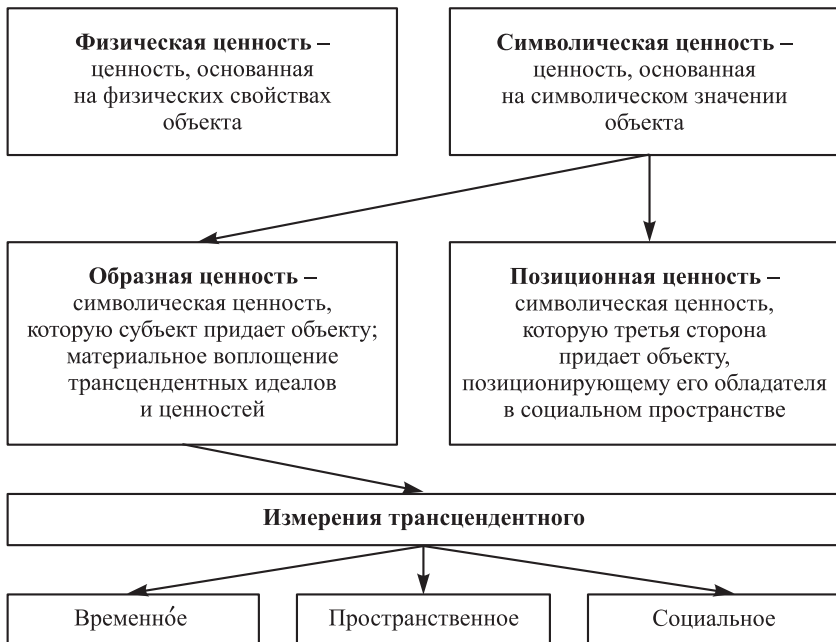 Физическая ценность –
ценность, основанная
на физических свойствах
объекта
Символическая ценность –
ценность, основанная
на символическом значении
объекта
Образная ценность –
символическая ценность,
которую субъект придает объекту;
материальное воплощение
трансцендентных идеалов
и ценностей
Позиционная ценность –
символическая ценность,
которую третья сторона
придает объекту,
позиционирующему его обладателя
в социальном пространстве
Измерения трансцендентного
Временно́е
Пространственное
Социальное